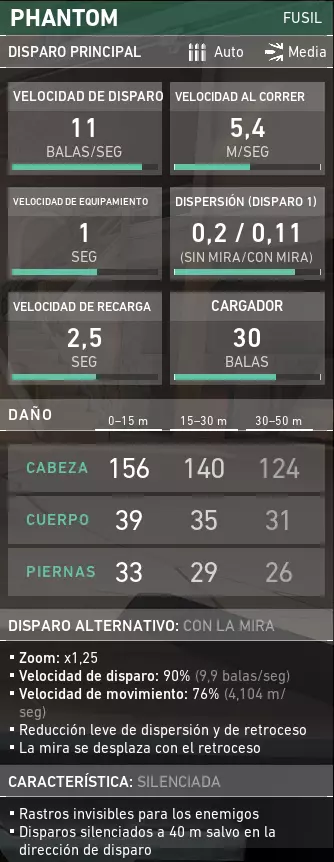 PHANTOM FUSIL
DISPARO PRINCIPAL Auto Media
VELOCIDAD DE DISPARO
11
BALAS/SEG
VELOCIDAD AL CORRER
5,4
M/SEG
VELOCIDAD DE EQUIPAMIENTO
1
SEG
DISPERSIÓN (DISPARO 1)
0,2 / 0,11
(SIN MIRA/CON MIRA)
VELOCIDAD DE RECARGA
2,5
SEG
CARGADOR
30
BALAS
DAÑO 0–15 m 15–30 m 30–50 m
CABEZA 156 140 124
CUERPO 39 35 31
PIERNAS 33 29 26
DISPARO ALTERNATIVO: CON LA MIRA
▪ Zoom: x1,25
▪ Velocidad de disparo: 90% (9,9 balas/seg)
▪ Velocidad de movimiento: 76% (4,104 m/
seg)
▪ Reducción leve de dispersión y de retroceso
▪ La mira se desplaza con el retroceso
CARACTERÍSTICA: SILENCIADA
▪ Rastros invisibles para los enemigos
▪ Disparos silenciados a 40 m salvo en la
dirección de disparo